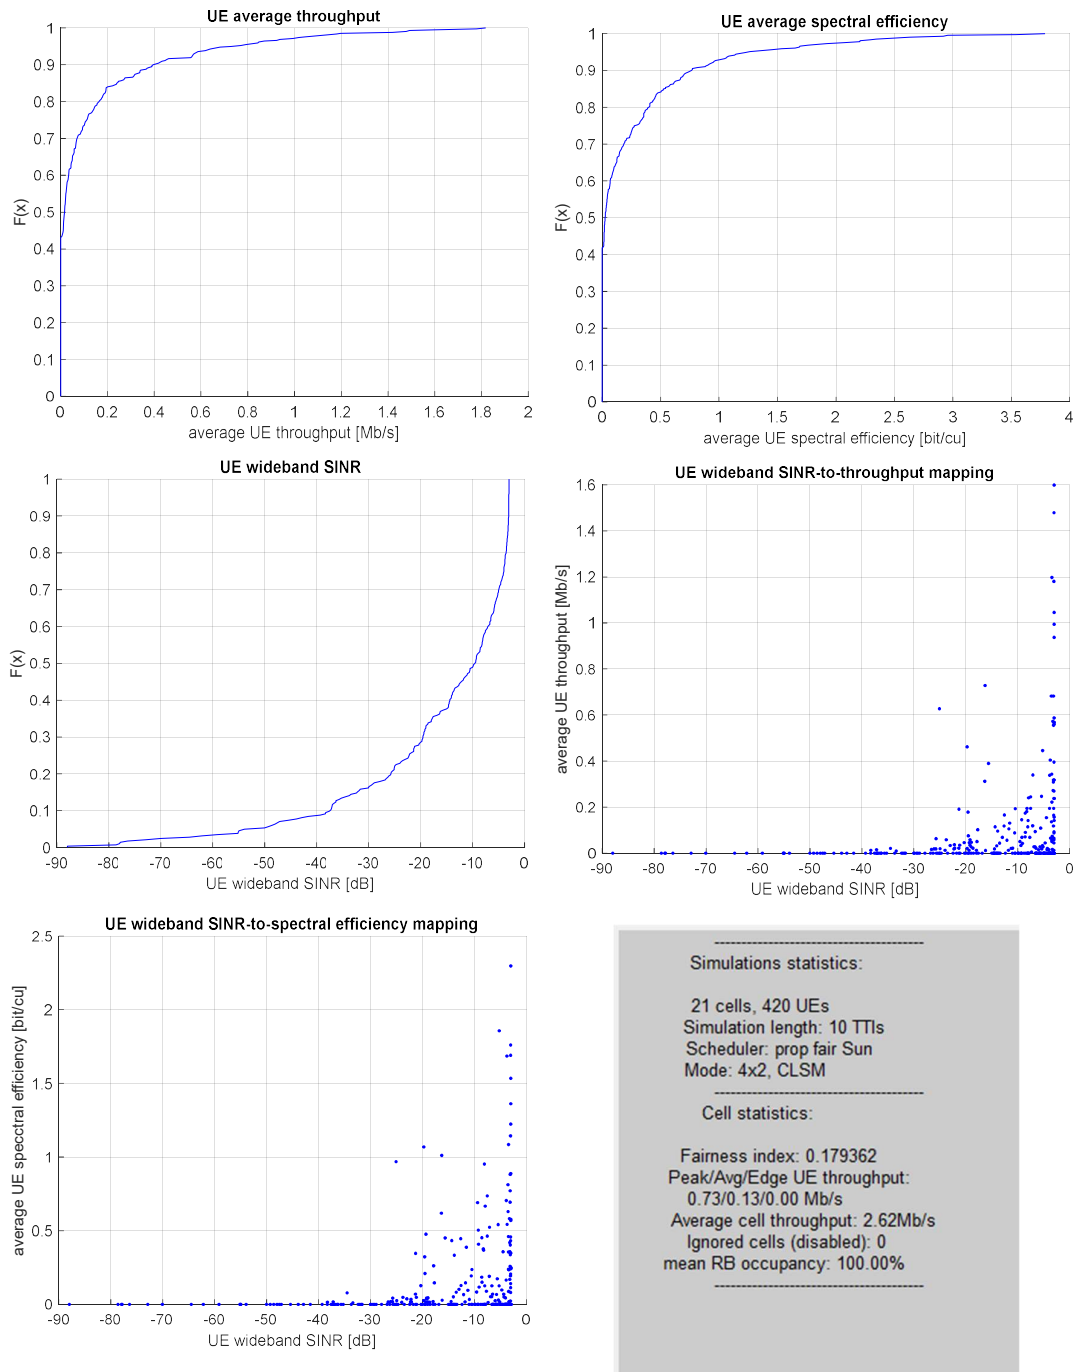 UE average throughput
1
0.9
0.8
0.7
0.6
0.5
0.4
0.3
0.2
0.1
0
F(x)
0 0.2 0.4 0.6 0.8 1 1.2 1.4 1.6 1.8 2
average UE throughput [Mb/s]
UE average spectral efficiency
1
0.9
0.8
0.7
0.6
0.5
0.4
0.3
0.2
0.1
0
F(x)
0 0.5 1 1.5 2 2.5 3 3.5 4
average UE spectral efficiency [bit/cu]
UE wideband SINR
1
0.9
0.8
0.7
0.6
0.5
0.4
0.3
0.2
0.1
0
F(x)
-90 -80 -70 -60 -50 -40 -30 -20 -10 0
UE wideband SINR [dB]
UE wideband SINR-to-throughput mapping
1.6
1.4
1.2
1
0.8
0.6
0.4
0.2
0
average UE throughput [Mb/s]
-90 -80 -70 -60 -50 -40 -30 -20 -10 0
UE wideband SINR [dB]
UE wideband SINR-to-spectral efficiency mapping
2.5
2
1.5
1
0.5
0
average UE specctral efficiency [bit/cu]
-90 -80 -70 -60 -50 -40 -30 -20 -10 0
UE wideband SINR [dB]
---------------------------------------
Simulations statistics:
21 cells, 420 UEs
Simulation length: 10 TTIs
Scheduler: prop fair Sun
Mode: 4x2, CLSM
---------------------------------------
Cell statistics:
Fairness index: 0.179362
Peak/Avg/Edge UE throughput:
0.73/0.13/0.00 Mb/s
Average cell throughput: 2.62Mb/s
Ignored cells (disabled): 0
mean RB occupancy: 100.00%
---------------------------------------